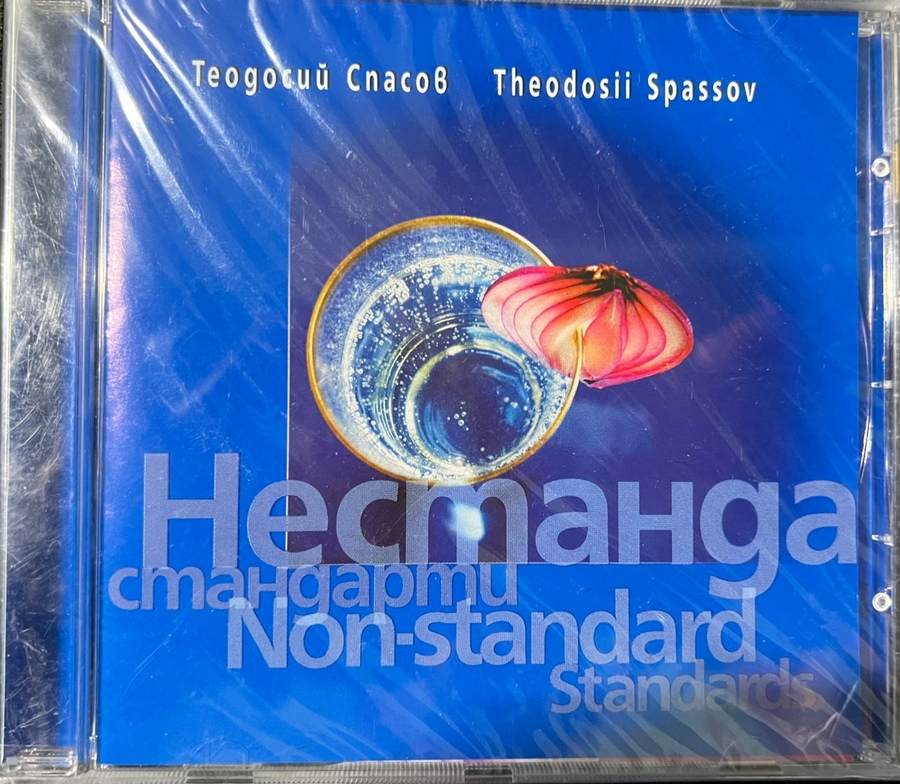 Теодосий Спасов Theodosii Spassov
Нестанда
стандарти
Non-standard
Standards